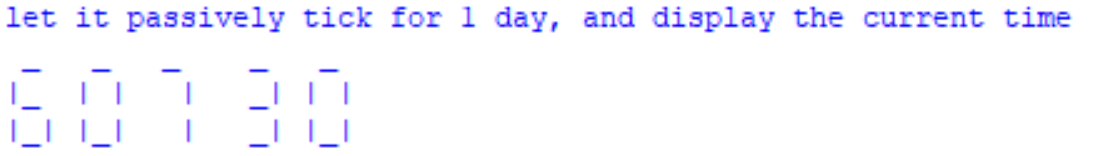 let it passively tick for 1 day, and display the current time
607 30